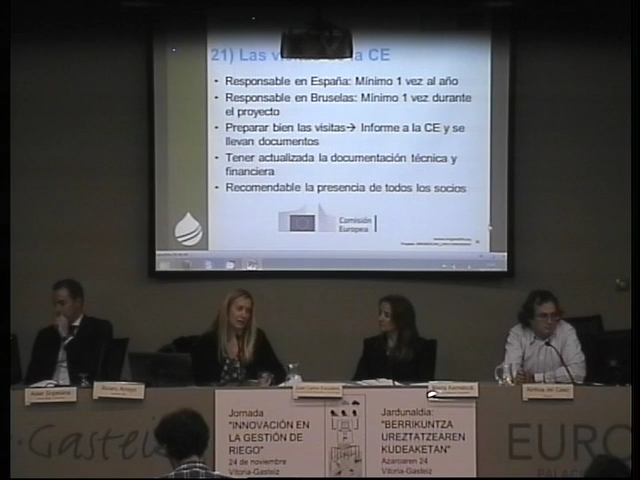 21) Las v la CE
• Responsable en España: Mínimo 1 vez al año
• Responsable en Bruselas: Mínimo 1 vez durante
el proyecto
• Preparar bien las visitas→ Informe a la CE y se
llevan documentos
• Tener actualizada la documentación técnica y
financiera
• Recomendable la presencia de todos los socios
Comisión
Europea
Alvaro Arroyo
Gasteiz
Jornada
"INNOVACIÓN EN
LA GESTIÓN DE
RIEGO"
24 de noviembre
Vitoria-Gasteiz
Jardunaldia:
"BERRIKUNTZA
UREZTATZEAREN
KUDEAKETAN"
Azaroaren 24
Vitoria-Gasteiz
EURO
PALACIO